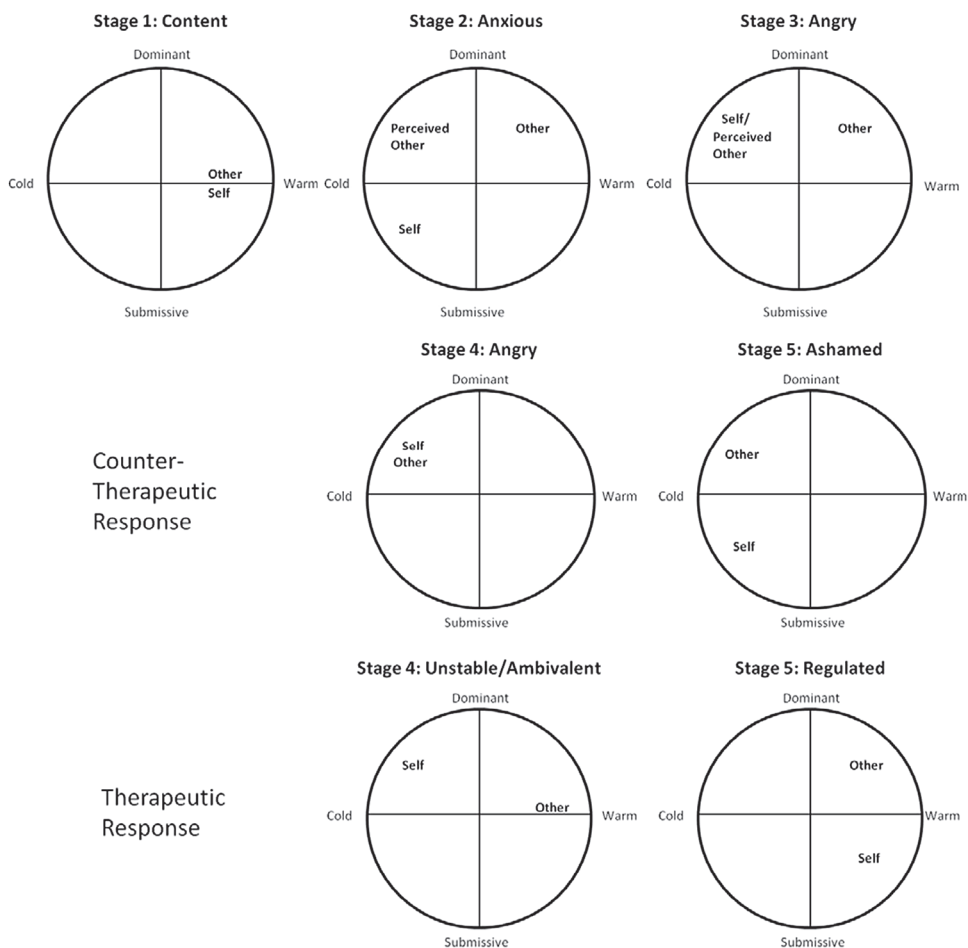 Stage 1: Content
Stage 2: Anxious
Stage 3: Angry
Dominant
Dominant
Dominant
Perceived
Other
Other
Self/
Perceived
Other
Other
Other
Self
Cold
Warm
Cold
Warm
Cold
Warm
Self
Submissive
Submissive
Submissive
Stage 4: Angry
Stage 5: Ashamed
Dominant
Dominant
Counter-
Therapeutic
Response
Self
Other
Other
Cold
Warm
Cold
Warm
Self
Submissive
Submissive
Stage 4: Unstable/Ambivalent
Stage 5: Regulated
Dominant
Dominant
Therapeutic
Response
Self
Other
Other
Cold
Warm
Cold
Warm
Self
Submissive
Submissive